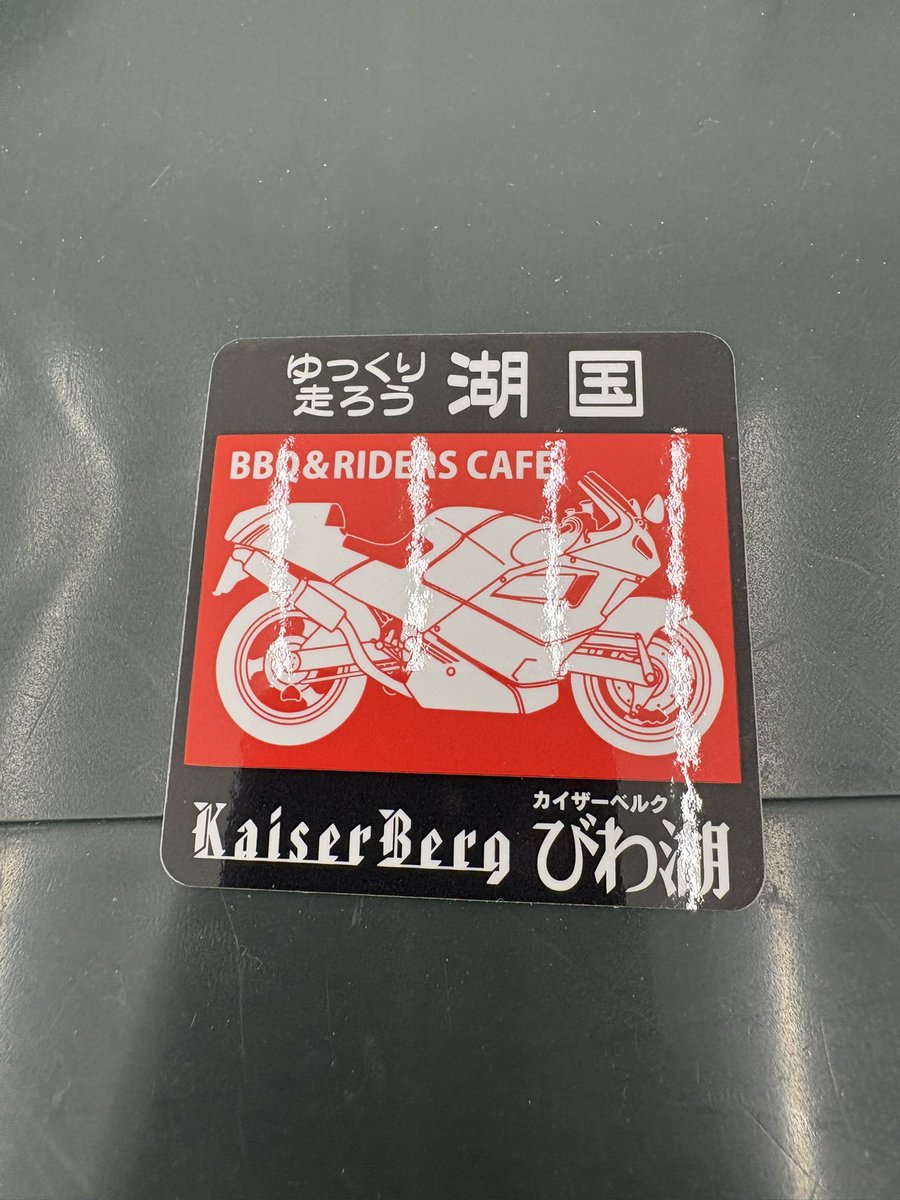 ゆっくり
走ろう
湖国
BBQ&RIDERS CAFE
KaiserBerg
カイザーベルク
びわ湖